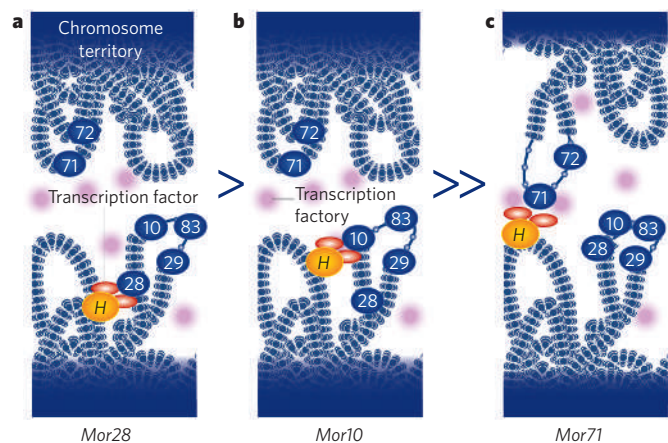 a
b
c
Chromosome
territory
72
71
Transcription factor
10
83
29
28
H
Mor28
>
72
71
Transcription
factory
83
10
29
28
H
Mor10
>>
72
71
H
10
83
28
29
Mor71